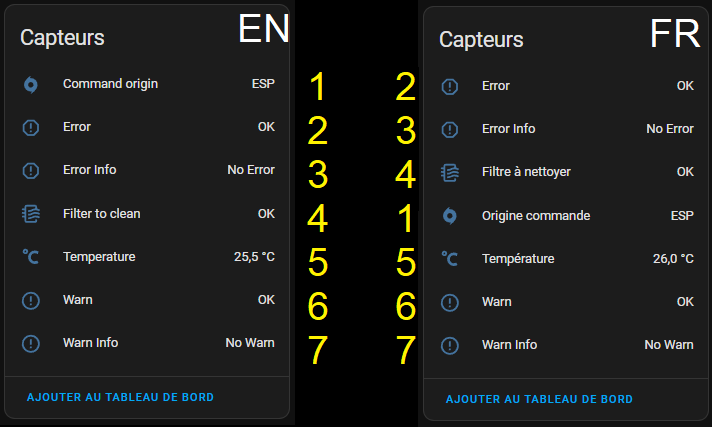 Capteurs EN
Command origin ESP
Error OK
Error Info No Error
Filter to clean OK
Temperature 25,5 °C
Warn OK
Warn Info No Warn
AJOUTER AU TABLEAU DE BORD
1 2
2 3
3 4
4 1
5 5
6 6
7 7
Capteurs FR
Error OK
Error Info No Error
Filtre à nettoyer OK
Origine commande ESP
Température 26,0 °C
Warn OK
Warn Info No Warn
AJOUTER AU TABLEAU DE BORD